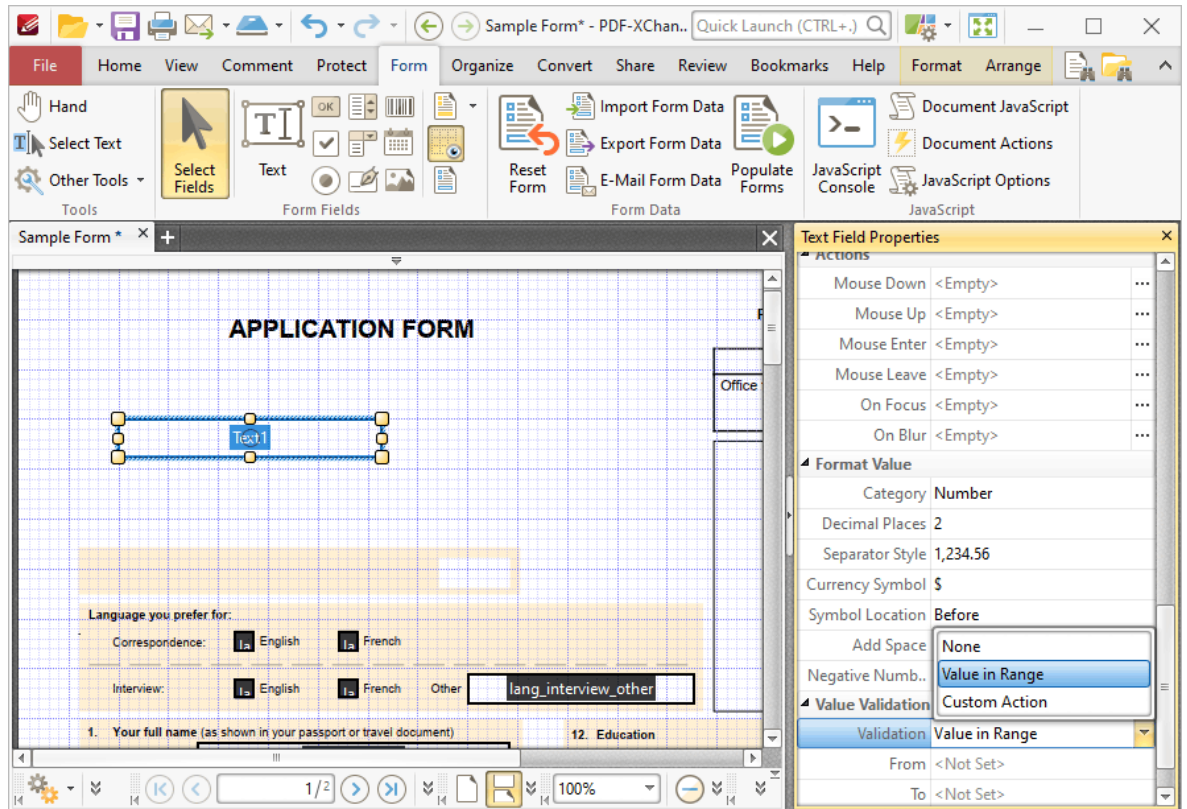 Sample Form* - PDF-XChan.. Quick Launch (CTRL+.)
File Home View Comment Protect Form Organize Convert Share Review Bookmarks Help Format Arrange
Hand
Select Text
Other Tools
Tools
Select Fields
Text
OK
Form Fields
Reset Form
Import Form Data
Export Form Data
E-Mail Form Data
Populate Forms
Form Data
JavaScript Console
Document JavaScript
Document Actions
JavaScript Options
JavaScript
Sample Form *
APPLICATION FORM
Office
Text1
Language you prefer for:
Correspondence: la English la French
Interview: la English la French Other lang_interview_other
1. Your full name (as shown in your passport or travel document)
12. Education
1/2
100%
Text Field Properties
Actions
Mouse Down <Empty> ...
Mouse Up <Empty> ...
Mouse Enter <Empty> ...
Mouse Leave <Empty> ...
On Focus <Empty> ...
On Blur <Empty> ...
Format Value
Category Number
Decimal Places 2
Separator Style 1,234.56
Currency Symbol $
Symbol Location Before
Add Space
Negative Numb..
None
Value in Range
Custom Action
Value Validation
Validation Value in Range
From <Not Set>
To <Not Set>